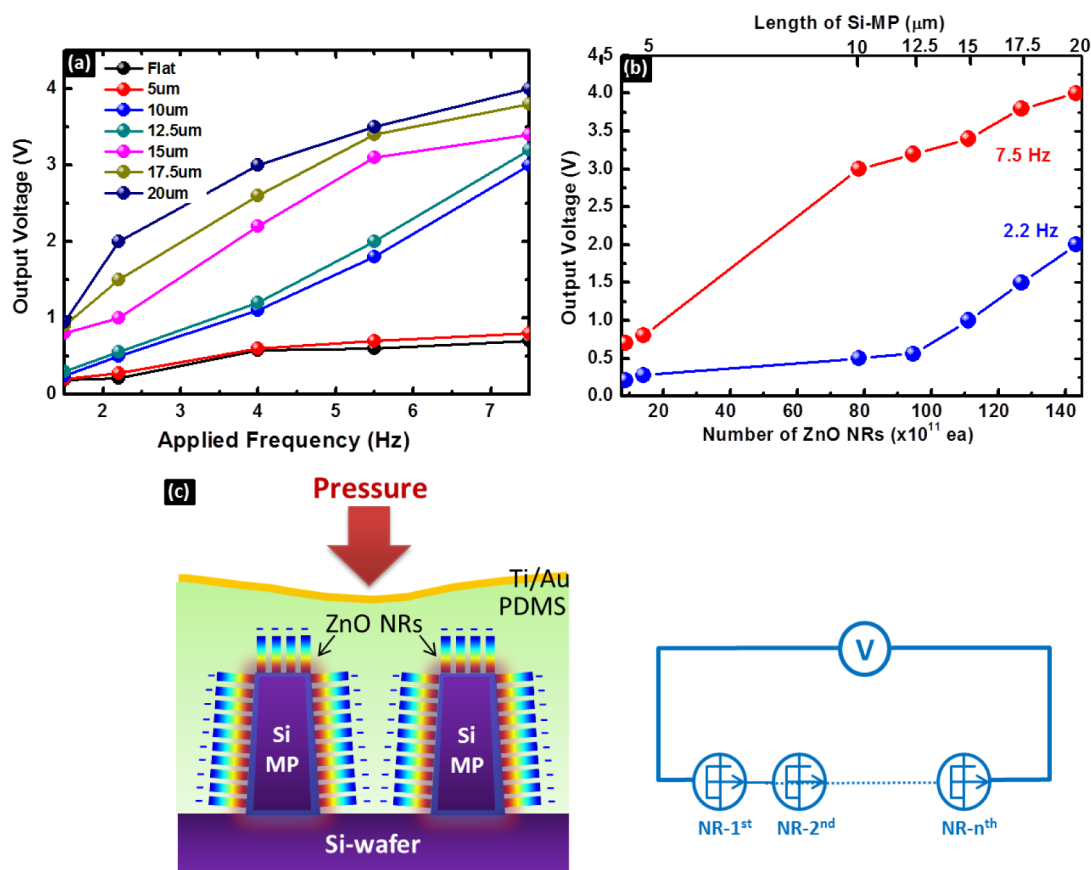 (a)
Flat
5um
10um
12.5um
15um
17.5um
20um
Output Voltage (V)
4
3
2
1
0
2 3 4 5 6 7
Applied Frequency (Hz)
Length of Si-MP (μm)
5 10 12.5 15 17.5 20
(b)
Output Voltage (V)
4.5
4.0
3.5
3.0
2.5
2.0
1.5
1.0
0.5
0.0
7.5 Hz
2.2 Hz
20 40 60 80 100 120 140
Number of ZnO NRs (x10¹¹ ea)
(c)
Pressure
Ti/Au
PDMS
ZnO NRs
Si
MP
Si
MP
Si-wafer
V
NR-1ˢᵗ NR-2ⁿᵈ NR-nᵗʰ